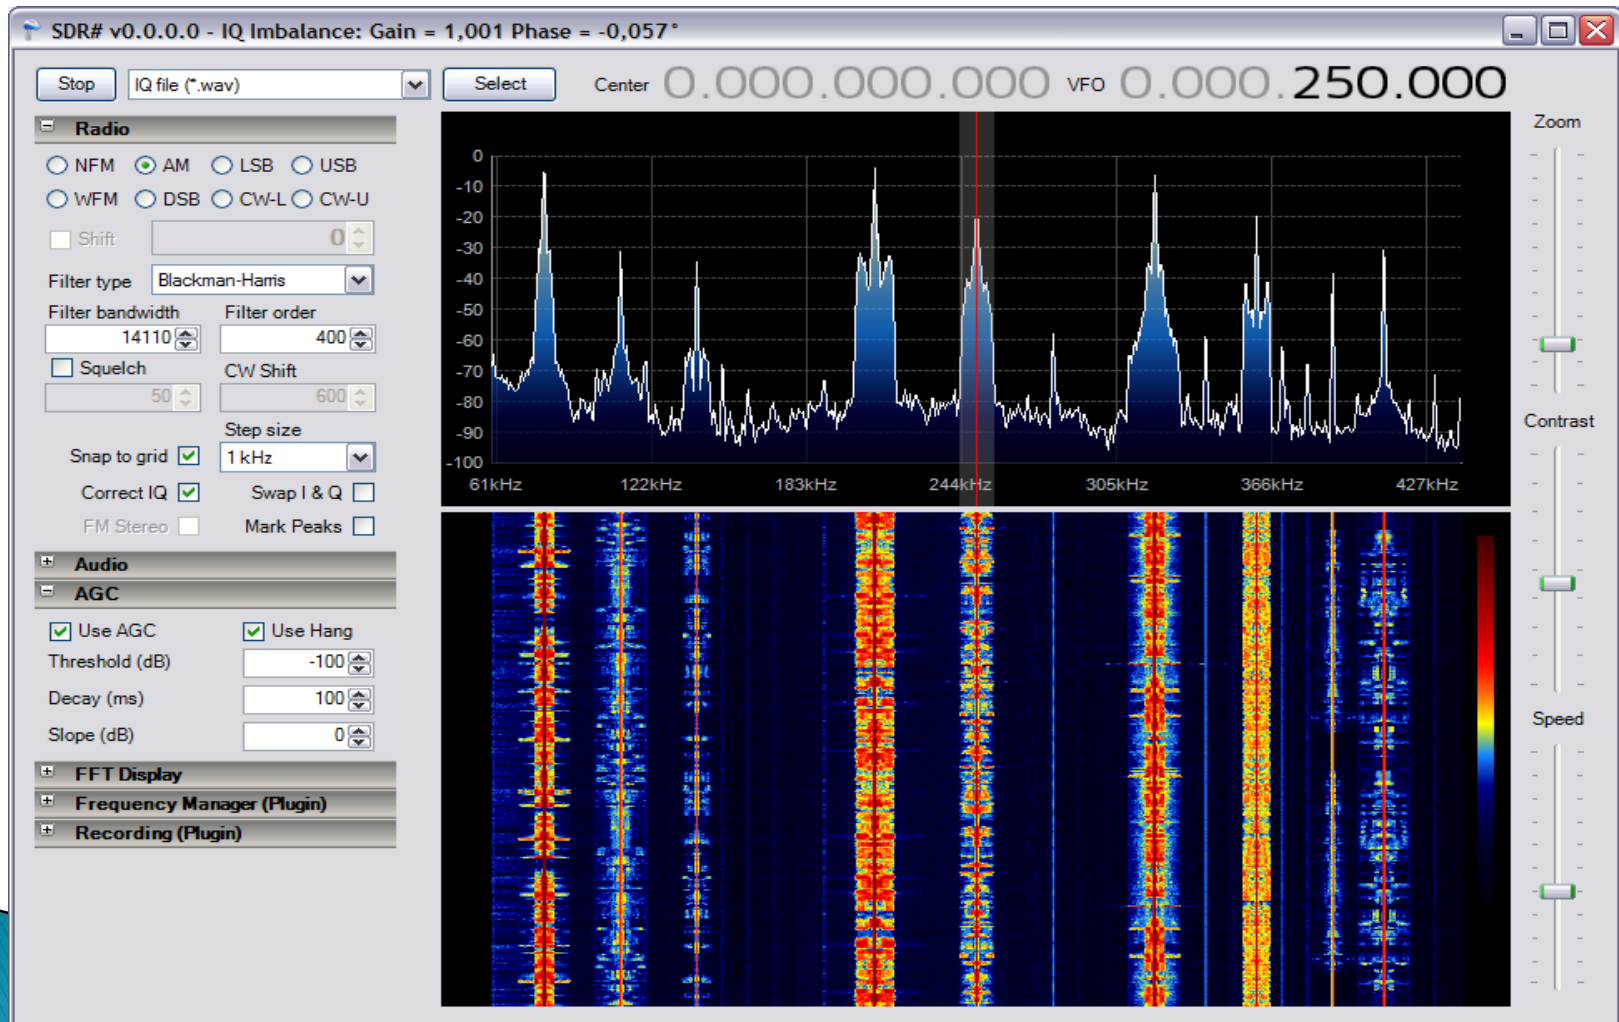 SDR# v0.0.0.0 - IQ Imbalance: Gain = 1,001 Phase = -0,057°
Stop IQ file (*.wav) Select Center 0.000.000.000 VFO 0.000.250.000
Radio
NFM AM LSB USB
WFM DSB CW-L CW-U
Shift 0
Filter type Blackman-Harris
Filter bandwidth Filter order
14110 400
Squelch CW Shift
50 600
Step size
Snap to grid 1 kHz
Correct IQ Swap I & Q
FM Stereo Mark Peaks
Audio
AGC
Use AGC Use Hang
Threshold (dB) -100
Decay (ms) 100
Slope (dB) 0
FFT Display
Frequency Manager (Plugin)
Recording (Plugin)
0
-10
-20
-30
-40
-50
-60
-70
-80
-90
-100
61kHz 122kHz 183kHz 244kHz 305kHz 366kHz 427kHz
Zoom
Contrast
Speed